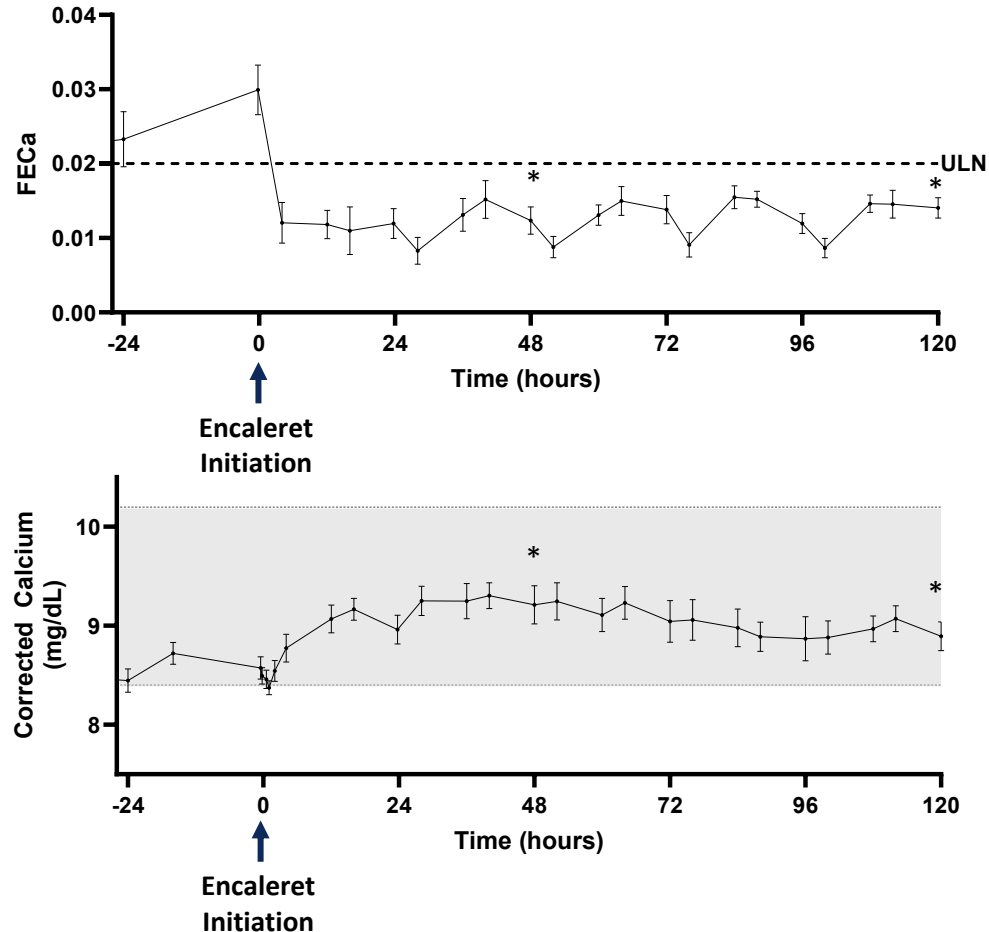 0.04
0.03
0.02
0.01
0.00
FECa
ULN
*
*
-24 0 24 48 72 96 120
Time (hours)
Encaleret
Initiation
10
9
8
Corrected Calcium
(mg/dL)
*
*
-24 0 24 48 72 96 120
Time (hours)
Encaleret
Initiation